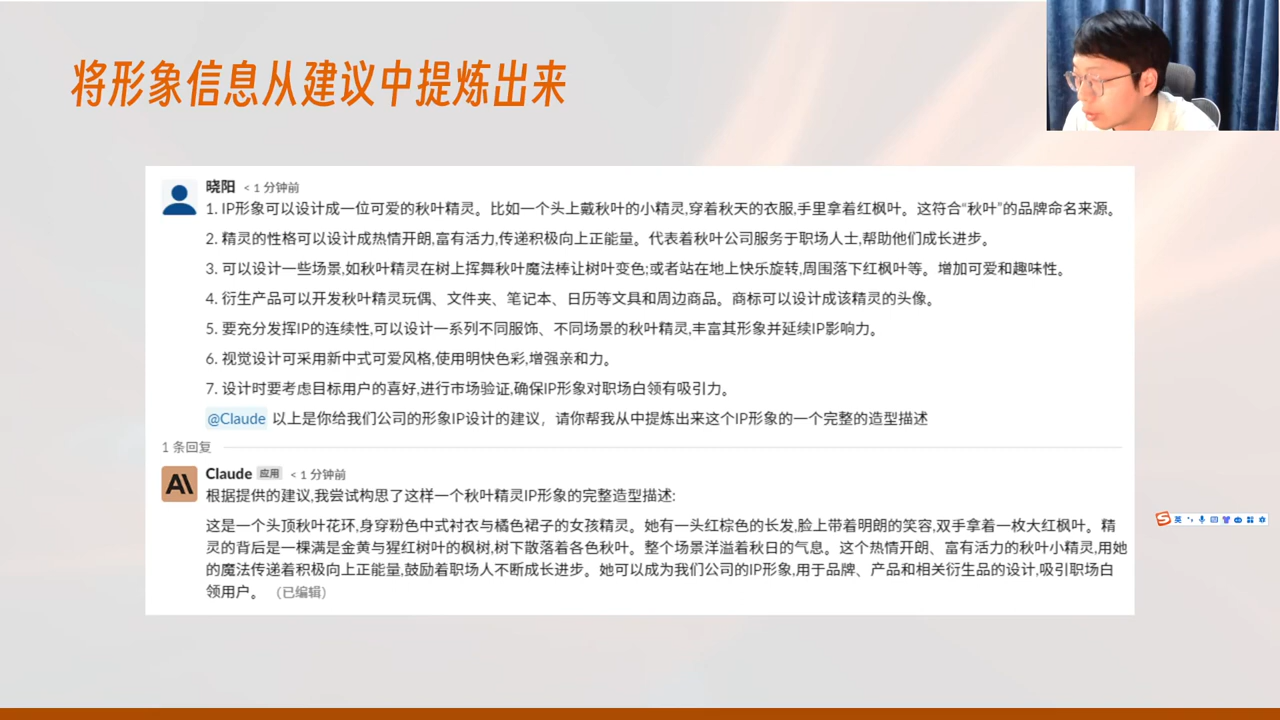 将形象信息从建议中提炼出来
晓阳 < 1 分钟前
1. IP形象可以设计成一位可爱的秋叶精灵。比如一个头上戴秋叶的小精灵,穿着秋天的衣服,手里拿着红枫叶。这符合“秋叶”的品牌命名来源。
2. 精灵的性格可以设计成热情开朗,富有活力,传递积极向上正能量。代表着秋叶公司服务于职场人士,帮助他们成长进步。
3. 可以设计一些场景,如秋叶精灵在树上挥舞秋叶魔法棒让树叶变色;或者站在地上快乐旋转,周围落下红枫叶等。增加可爱和趣味性。
4. 衍生产品可以开发秋叶精灵玩偶、文件夹、笔记本、日历等文具和周边商品。商标可以设计成该精灵的头像。
5. 要充分发挥IP的连续性,可以设计一系列不同服饰、不同场景的秋叶精灵,丰富其形象并延续IP影响力。
6. 视觉设计可采用新中式可爱风格,使用明快色彩,增强亲和力。
7. 设计时要考虑目标用户的喜好,进行市场验证,确保IP形象对职场白领有吸引力。
@Claude 以上是你给我们公司的形象IP设计的建议，请你帮我从中提炼出来这个IP形象的一个完整的造型描述
1 条回复
Claude 应用 < 1 分钟前
根据提供的建议,我尝试构思了这样一个秋叶精灵IP形象的完整造型描述:
这是一个头顶秋叶花环,身穿粉色中式衬衣与橘色裙子的女孩精灵。她有一头红棕色的长发,脸上带着明朗的笑容,双手拿着一枚大红枫叶。精
灵的背后是一棵满是金黄与猩红树叶的枫树,树下散落着各色秋叶。整个场景洋溢着秋日的气息。这个热情开朗、富有活力的秋叶小精灵,用她
的魔法传递着积极向上正能量,鼓励着职场人不断成长进步。她可以成为我们公司的IP形象,用于品牌、产品和相关衍生品的设计,吸引职场白
领用户。 （已编辑）
英